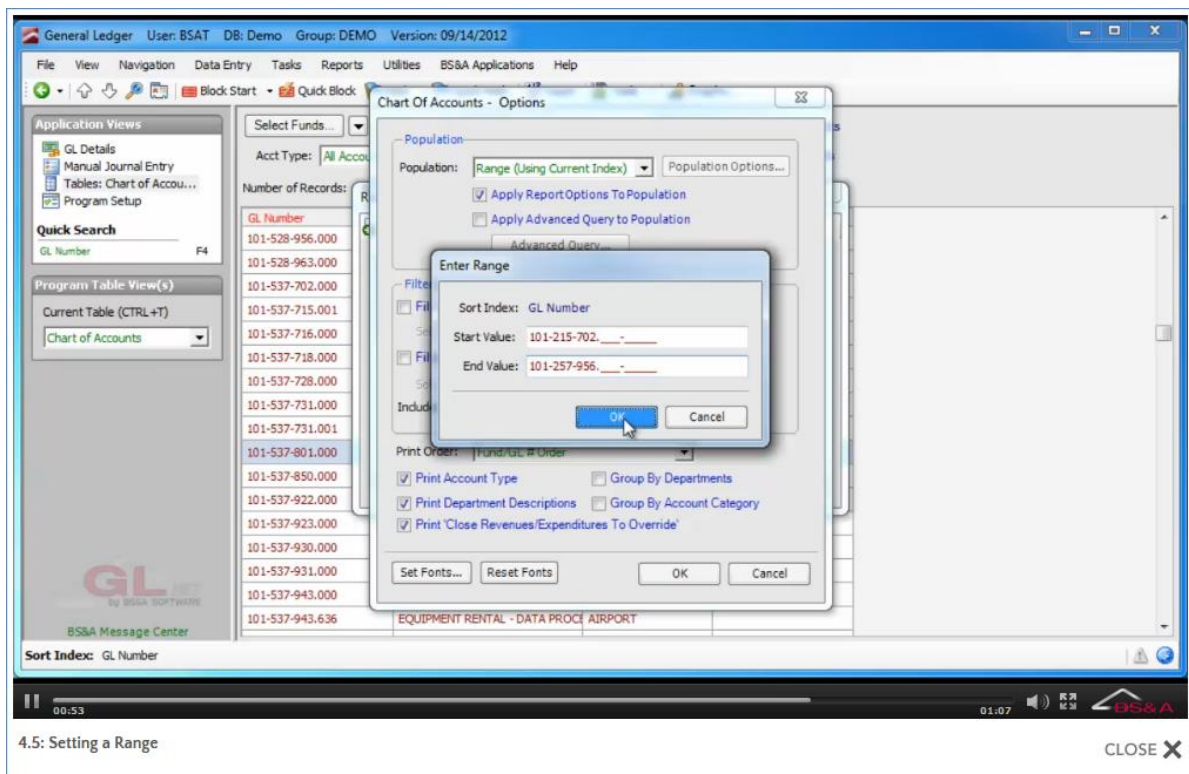 General Ledger User: BSAT DB: Demo Group: DEMO Version: 09/14/2012
File View Navigation Data Entry Tasks Reports Utilities BS&A Applications Help
Block Start Quick Block
Application Views
GL Details
Manual Journal Entry
Tables: Chart of Accou...
Program Setup
Quick Search
GL Number F4
Program Table View(s)
Current Table (CTRL+T)
Chart of Accounts
GL .NET
by BS&A SOFTWARE
BS&A Message Center
Select Funds...
Acct Type: All Accou
Number of Records:
GL Number
101-528-956.000
101-528-963.000
101-537-702.000
101-537-715.001
101-537-716.000
101-537-718.000
101-537-728.000
101-537-731.000
101-537-731.001
101-537-801.000
101-537-850.000
101-537-922.000
101-537-923.000
101-537-930.000
101-537-931.000
101-537-943.000
101-537-943.636 EQUIPMENT RENTAL - DATA PROCE AIRPORT
Chart Of Accounts - Options
Population
Population: Range (Using Current Index) Population Options...
Apply Report Options To Population
Apply Advanced Query to Population
Advanced Query...
Enter Range
Sort Index: GL Number
Start Value: 101-215-702.___-_____
End Value: 101-257-956.___-_____
OK Cancel
Print Order: Fund/GL # Order
Print Account Type Group By Departments
Print Department Descriptions Group By Account Category
Print 'Close Revenues/Expenditures To Override'
Set Fonts... Reset Fonts OK Cancel
Sort Index: GL Number
00:53 01:07 BS&A
4.5: Setting a Range CLOSE